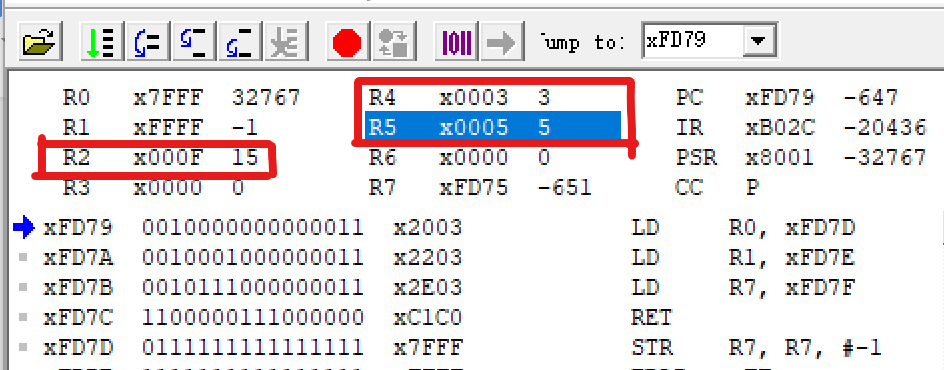 Jump to: xFD79
R0 x7FFF 32767 R4 x0003 3 PC xFD79 -647
R1 xFFFF -1 R5 x0005 5 IR xB02C -20436
R2 x000F 15 R6 x0000 0 PSR x8001 -32767
R3 x0000 0 R7 xFD75 -651 CC P
xFD79 0010000000000011 x2003 LD R0, xFD7D
xFD7A 0010001000000011 x2203 LD R1, xFD7E
xFD7B 0010111000000011 x2E03 LD R7, xFD7F
xFD7C 1100000111000000 xC1C0 RET
xFD7D 0111111111111111 x7FFF STR R7, R7, #-1